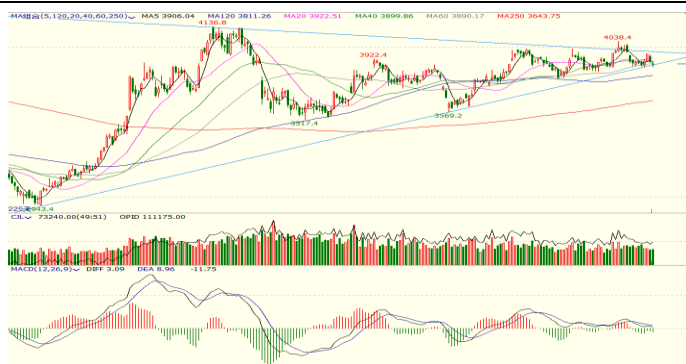 MA组合(5,120,20,40,60,250) MA5 3906.04 MA120 3811.26 MA20 3922.51 MA40 3899.86 MA60 3890.17 MA250 3643.75
4136.8
4038.4
3922.4
3569.2
3317.4
CJL 73240.00(49:51) OPID 111175.00
MACD(12,26,9) DIFF 3.09 DEA 8.96 -11.75